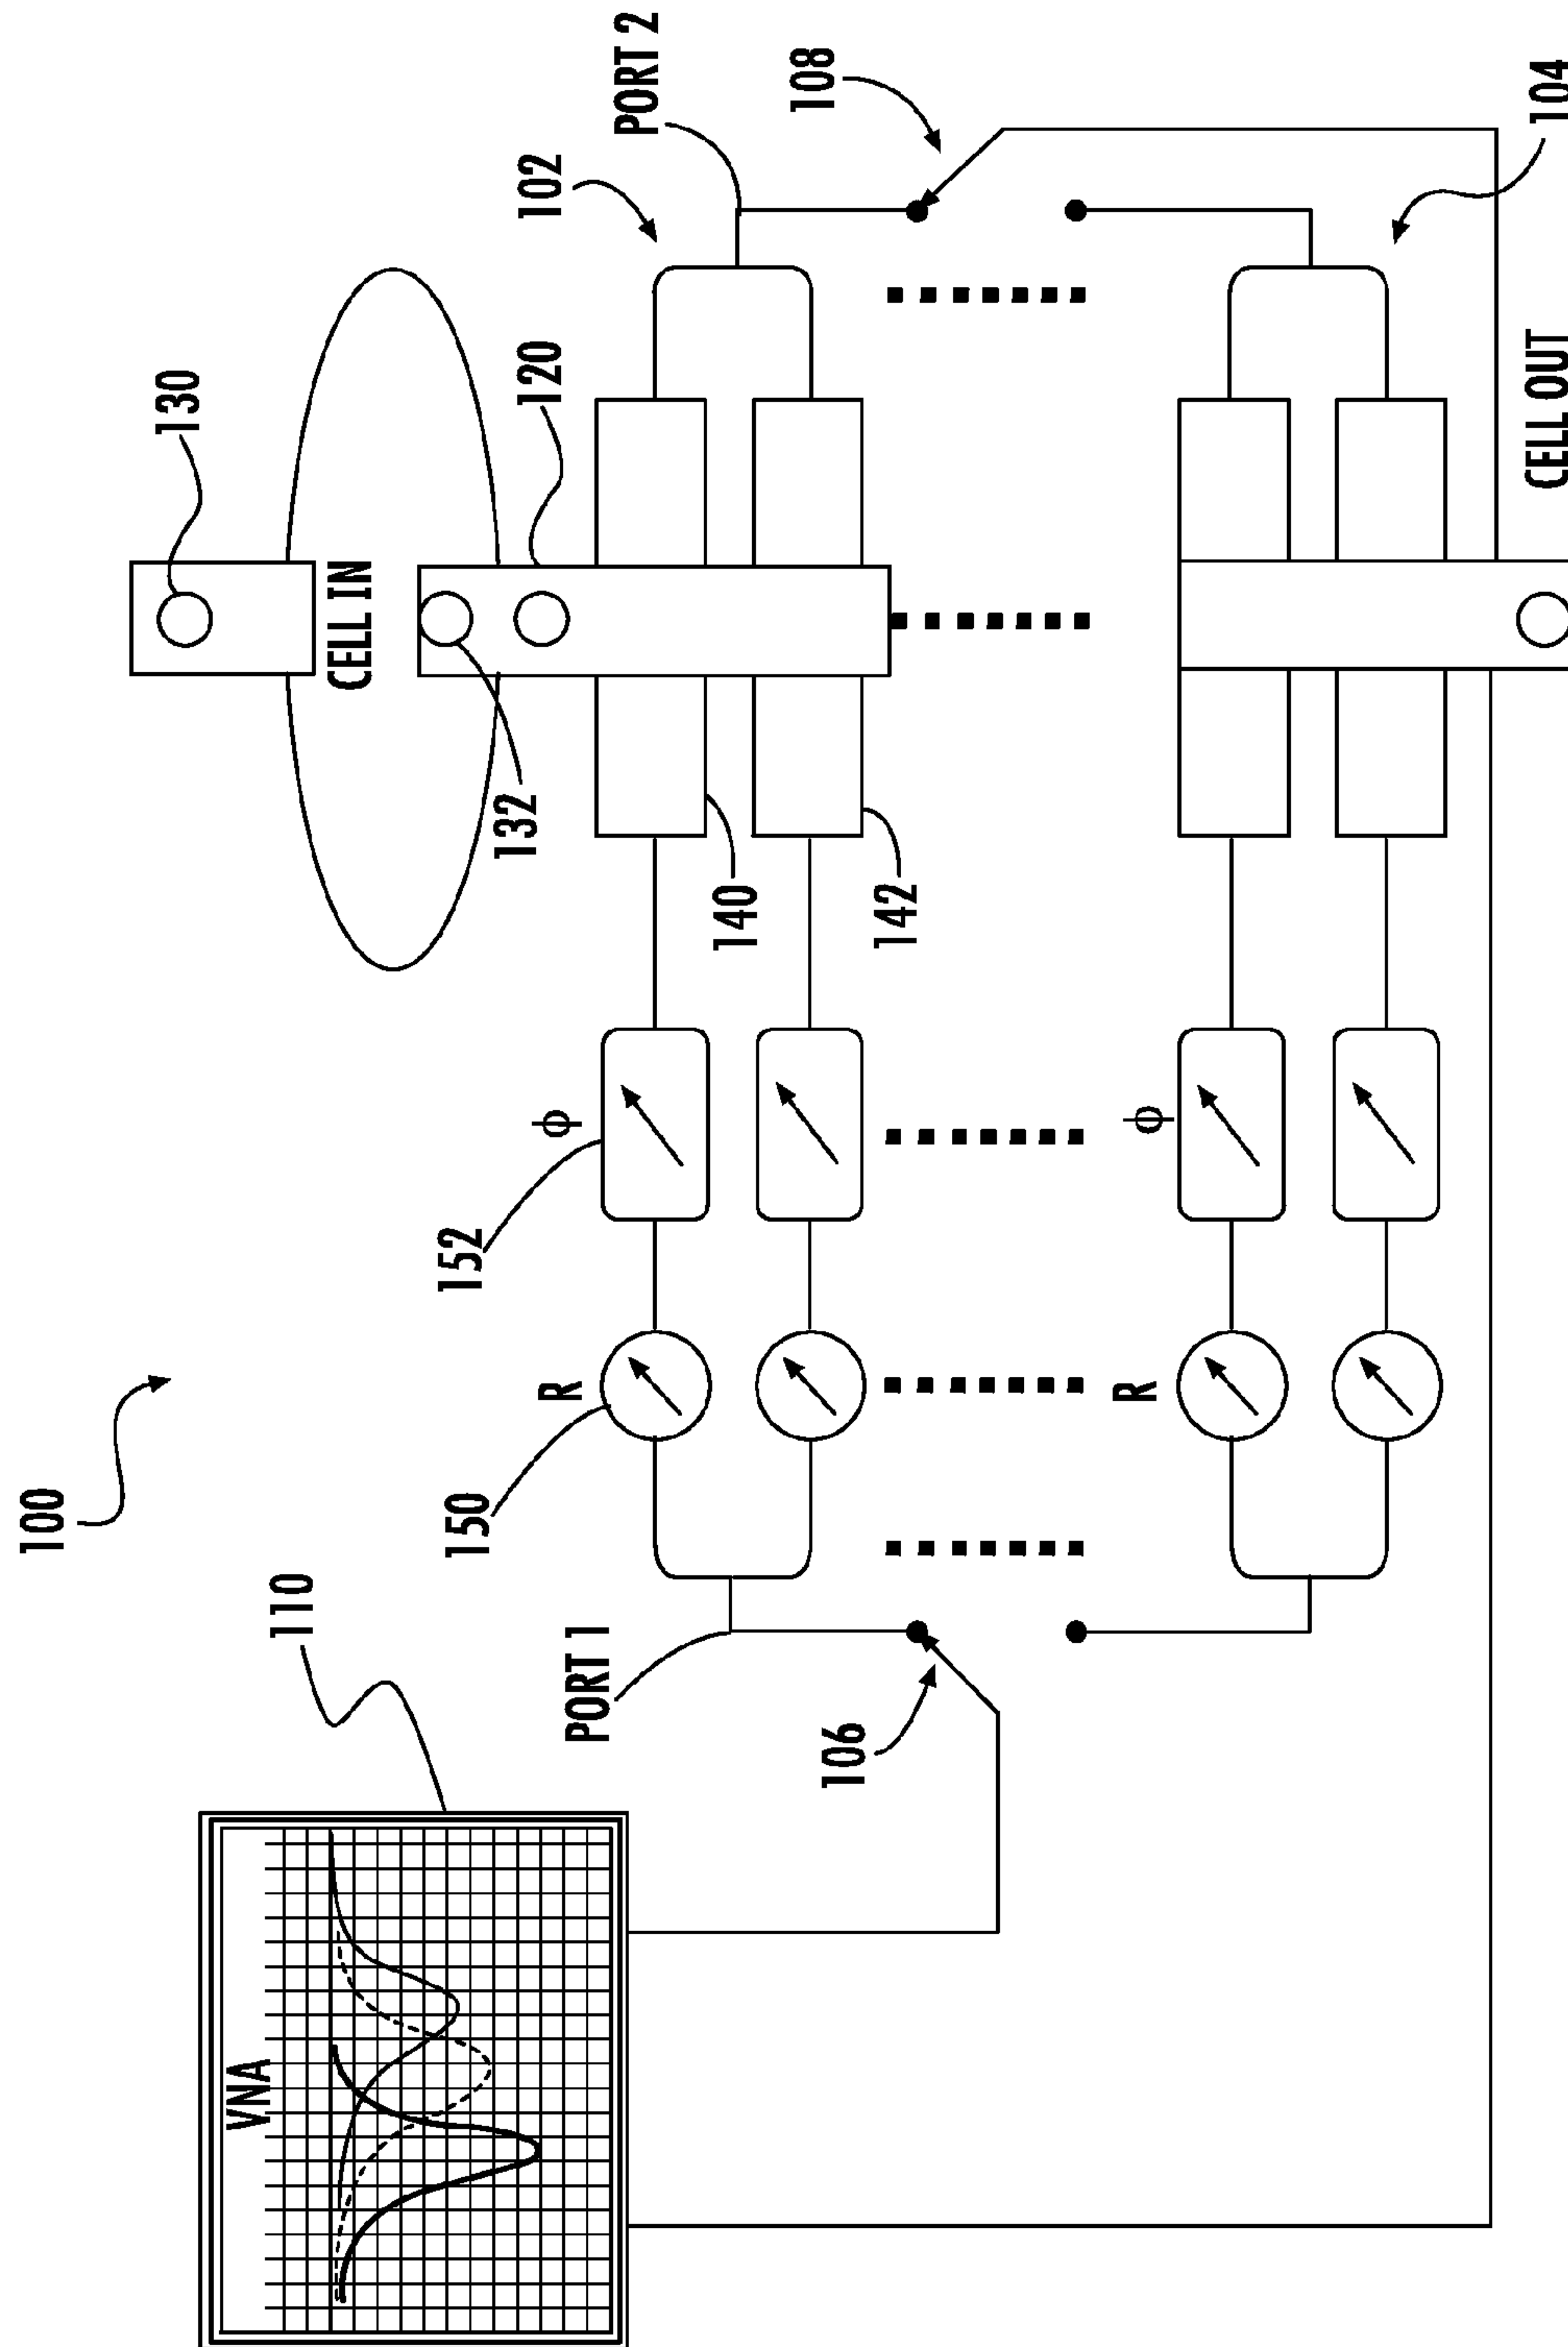 100
110
VNA
130
CELL IN
132
120
102
PORT 2
108
104
150
R
152
ϕ
140
142
PORT 1
106
R
ϕ
CELL OUT